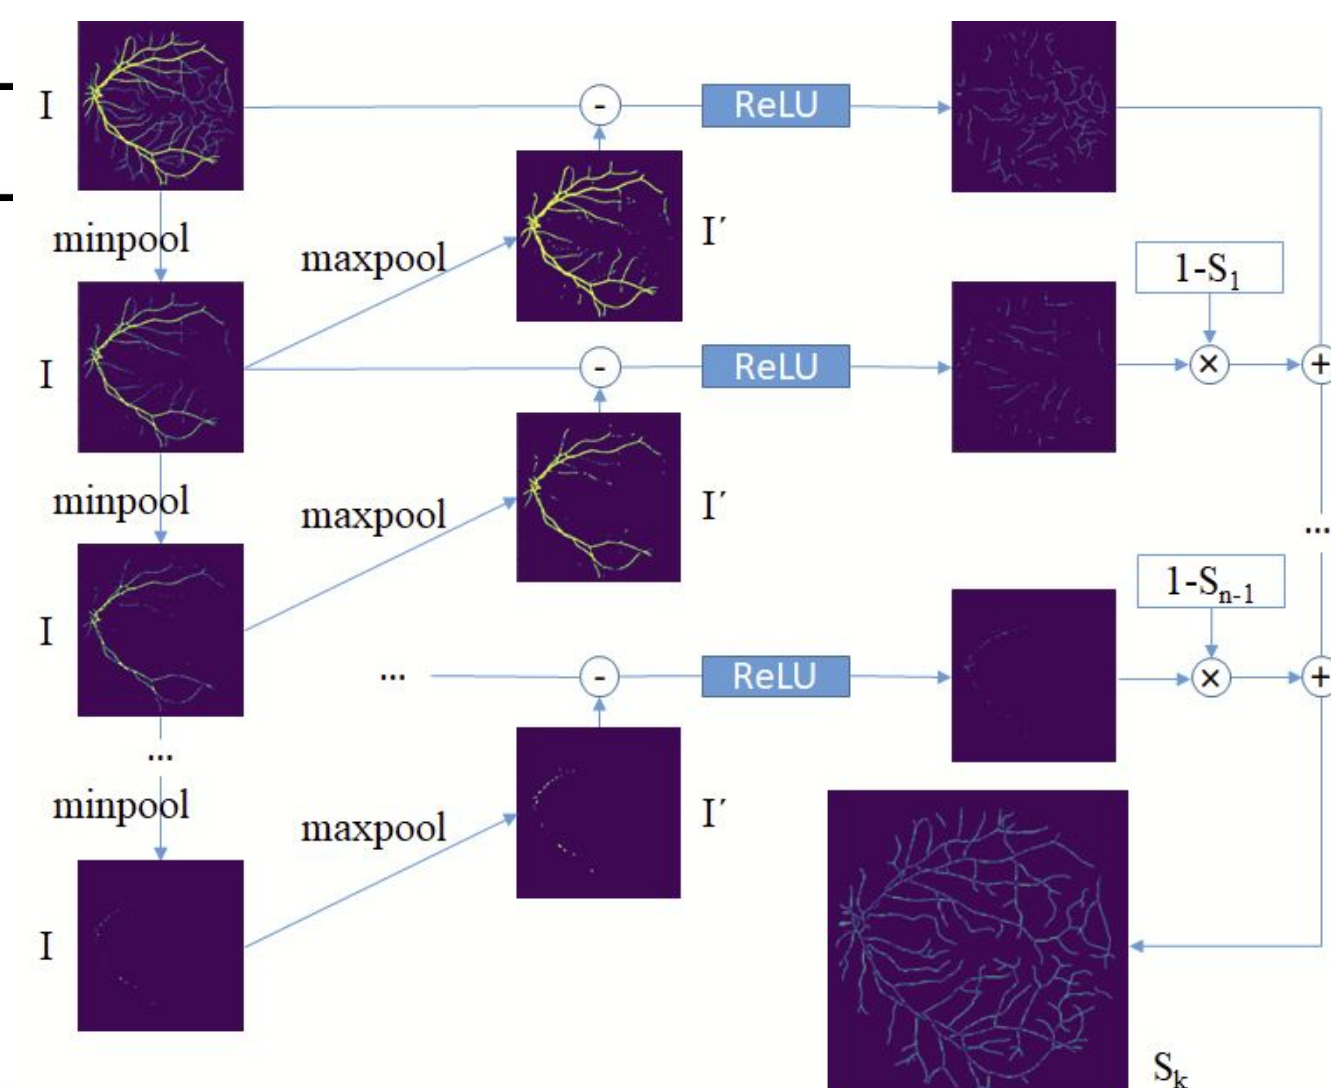 I
-
ReLU
minpool
maxpool
I´
1-S₁
I
-
ReLU
×
+
minpool
maxpool
I´
...
1-Sₙ₋₁
I
...
-
ReLU
×
+
...
minpool
maxpool
I´
I
Sₖ